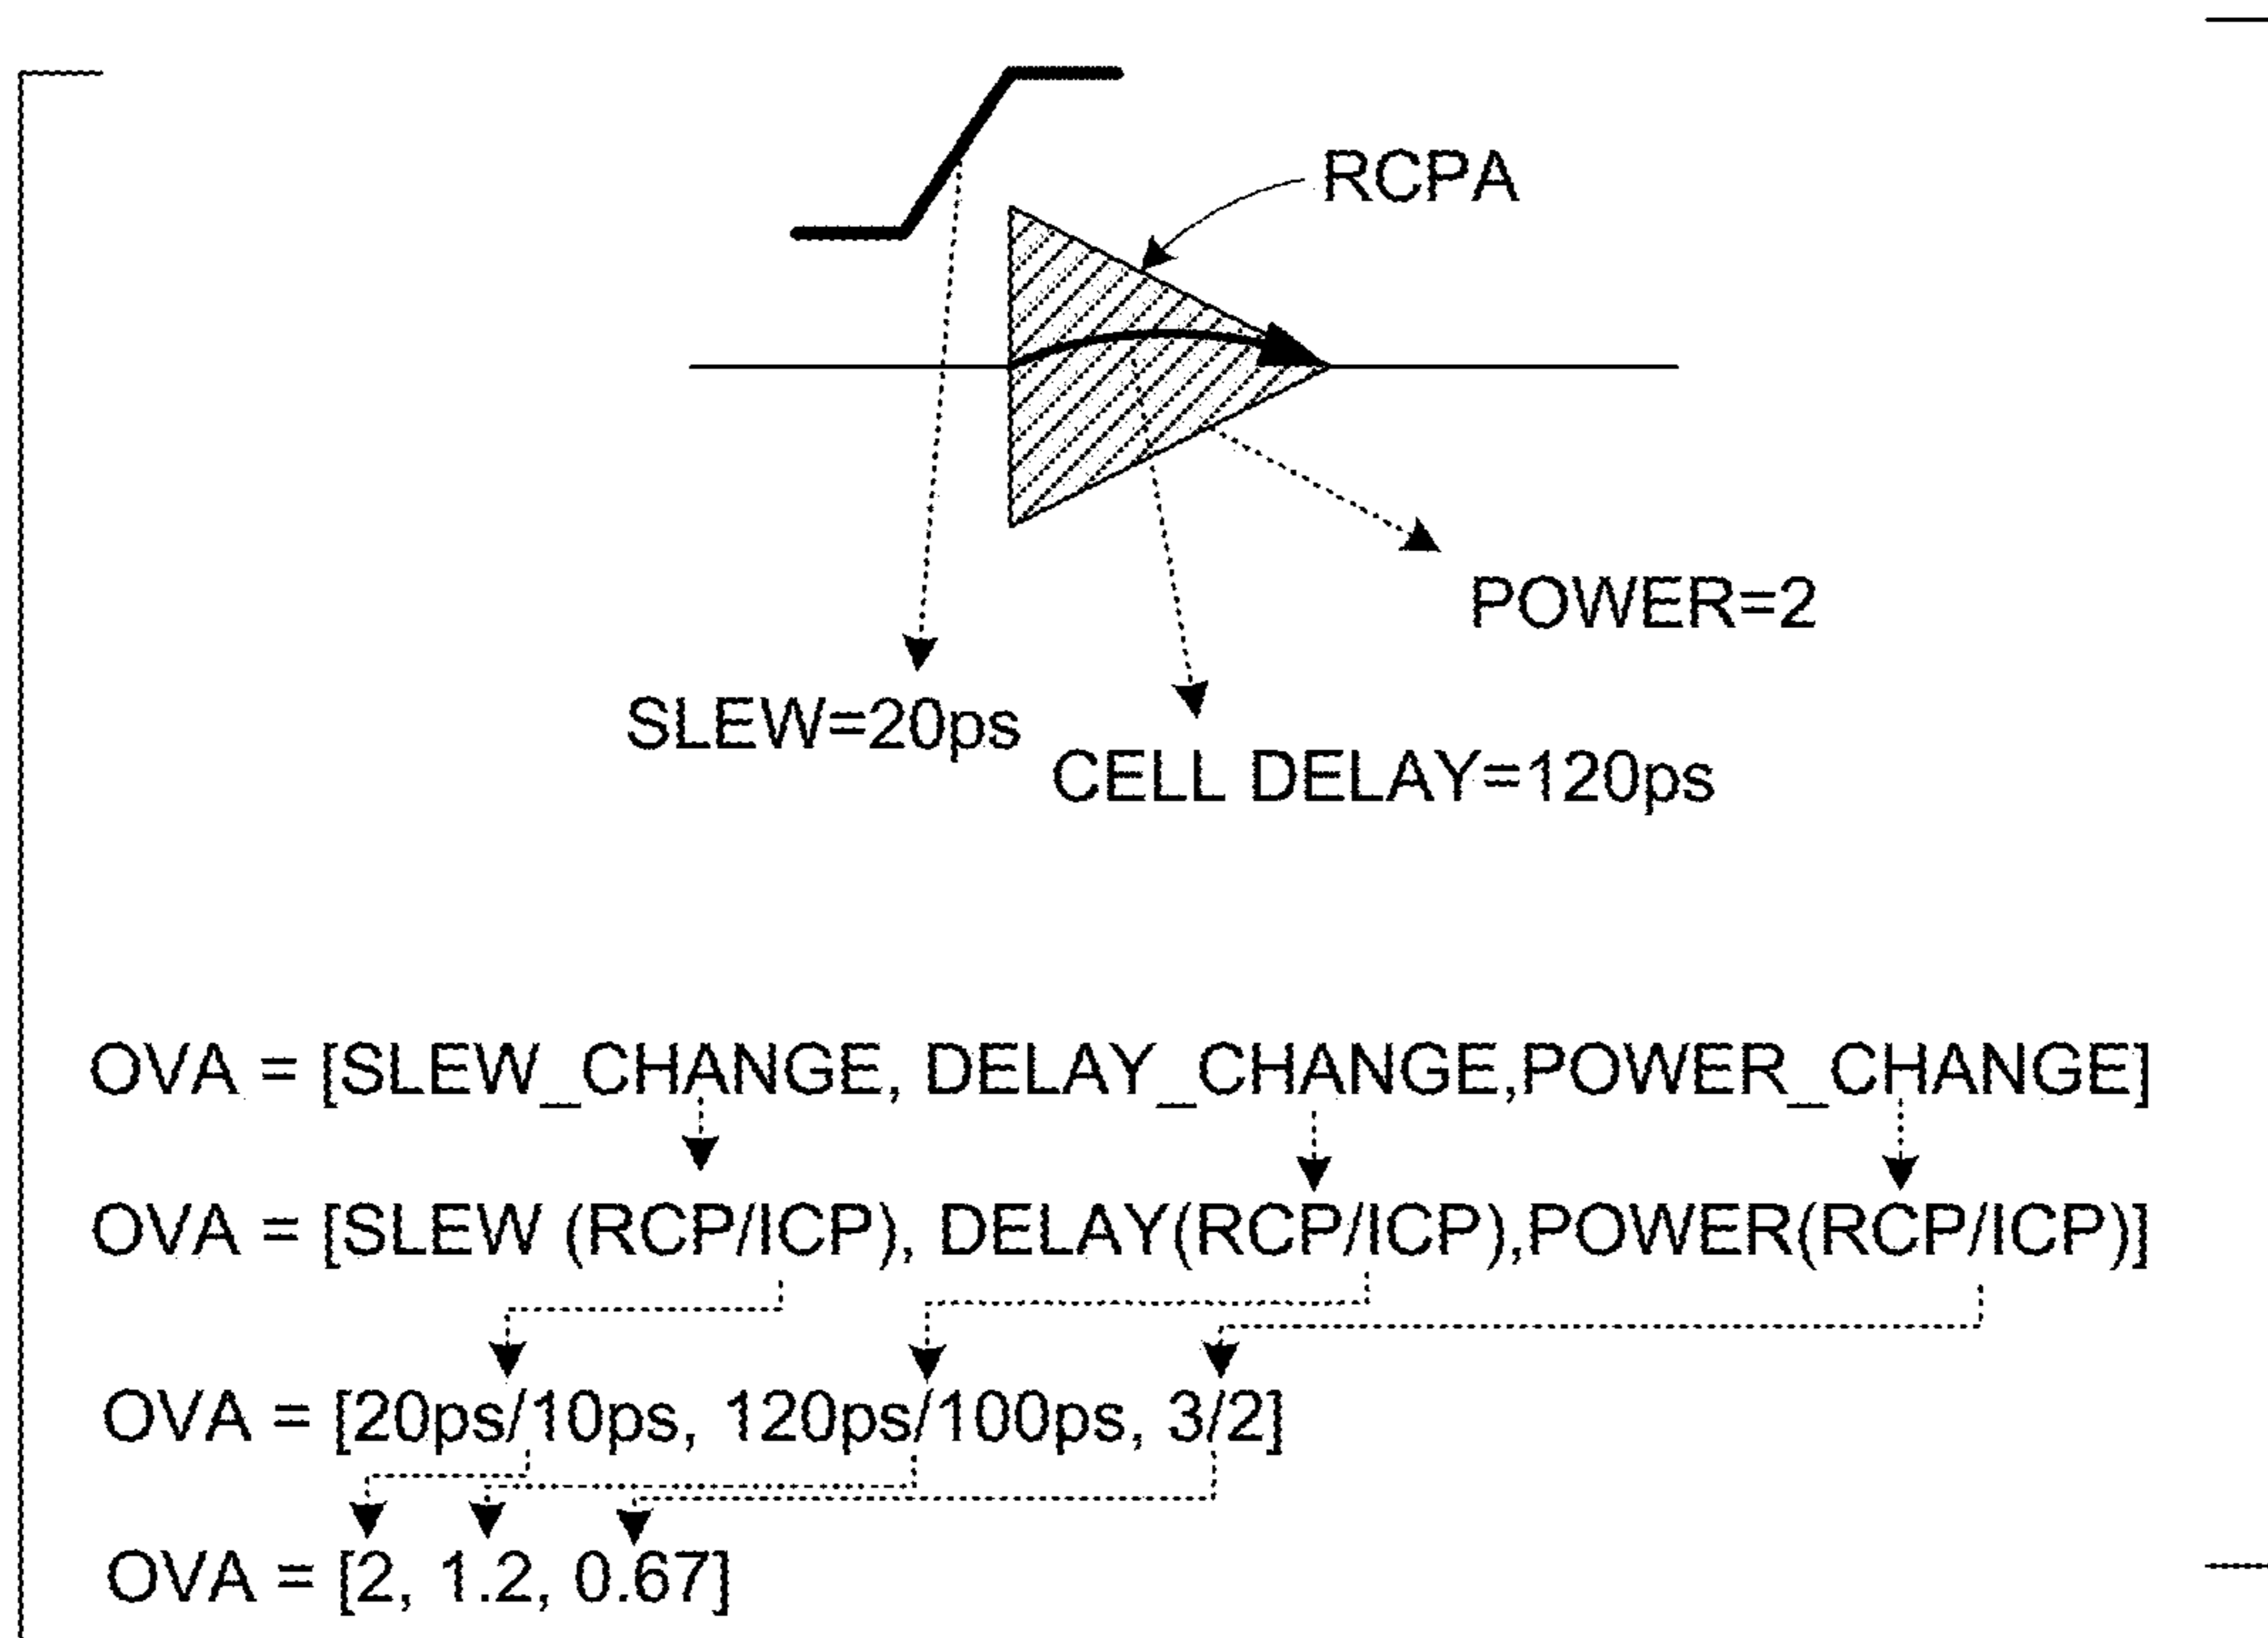 RCPA
POWER=2
SLEW=20ps
CELL DELAY=120ps
OVA = [SLEW_CHANGE, DELAY_CHANGE,POWER_CHANGE]
OVA = [SLEW (RCP/ICP), DELAY(RCP/ICP),POWER(RCP/ICP)]
OVA = [20ps/10ps, 120ps/100ps, 3/2]
OVA = [2, 1.2, 0.67]